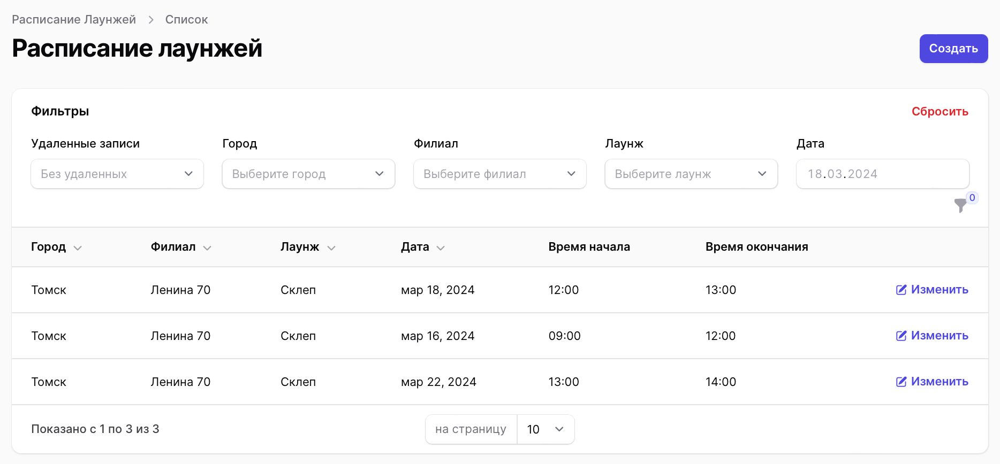 Расписание Лаунжей > Список
Расписание лаунжей
Создать
Фильтры
Сбросить
Удаленные записи Город Филиал Лаунж Дата
Без удаленных Выберите город Выберите филиал Выберите лаунж 18.03.2024
0
Город Филиал Лаунж Дата Время начала Время окончания
Томск Ленина 70 Склеп мар 18, 2024 12:00 13:00 Изменить
Томск Ленина 70 Склеп мар 16, 2024 09:00 12:00 Изменить
Томск Ленина 70 Склеп мар 22, 2024 13:00 14:00 Изменить
Показано с 1 по 3 из 3 на страницу 10